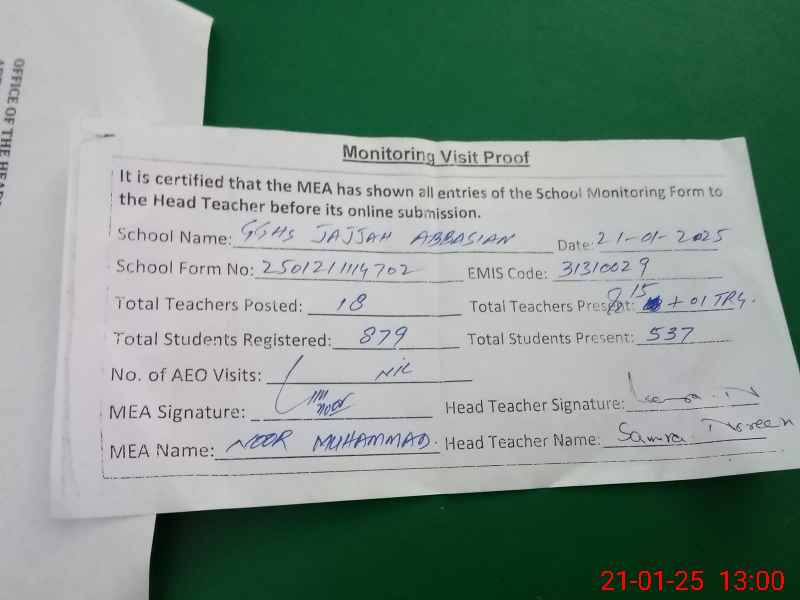 OFFICE OF THE HEAD
Monitoring Visit Proof
It is certified that the MEA has shown all entries of the School Monitoring Form to
the Head Teacher before its online submission.
School Name: GGHS JAJJAH ABBASIAN Date: 21-01-2025
School Form No: 2501211114702 EMIS Code: 31310029
Total Teachers Posted: 18 Total Teachers Present: 15 + 01 TRG.
Total Students Registered: 879 Total Students Present: 537
No. of AEO Visits: NIL
MEA Signature: Head Teacher Signature:
MEA Name: NOOR MUHAMMAD. Head Teacher Name: Samra Noreen
21-01-25 13:00